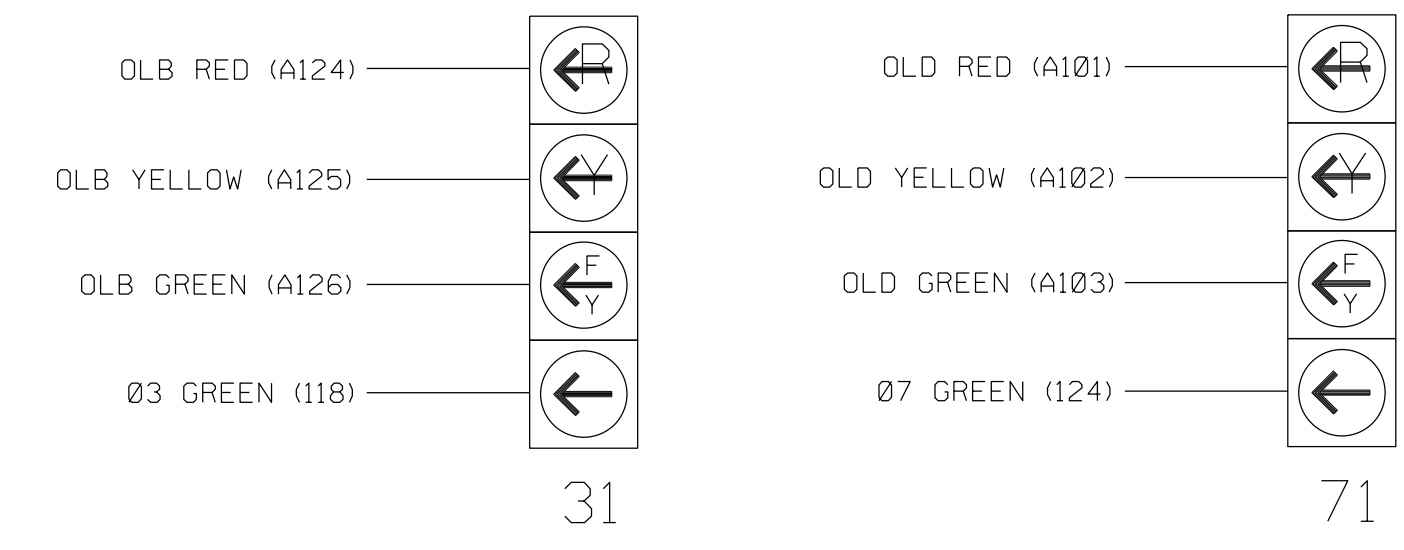 OLB RED (A124)
R
OLB YELLOW (A125)
Y
OLB GREEN (A126)
F
Y
Ø3 GREEN (118)
31
OLD RED (A1Ø1)
R
OLD YELLOW (A1Ø2)
Y
OLD GREEN (A1Ø3)
F
Y
Ø7 GREEN (124)
71